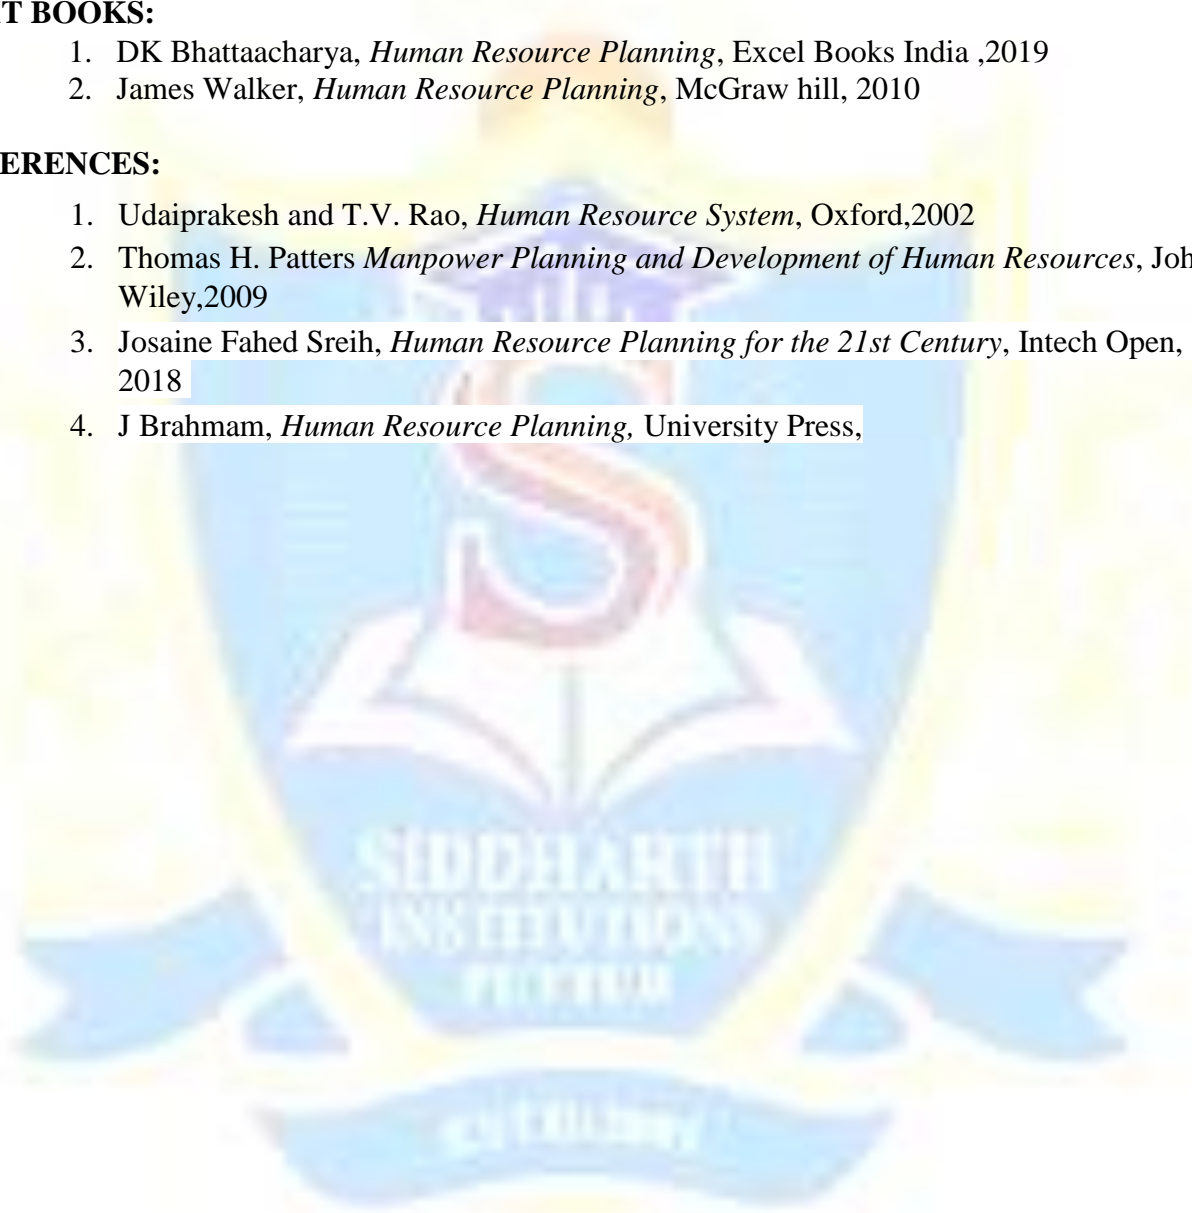 T BOOKS:
1. DK Bhattaacharya, Human Resource Planning, Excel Books India ,2019
2. James Walker, Human Resource Planning, McGraw hill, 2010
ERENCES:
1. Udaiprakesh and T.V. Rao, Human Resource System, Oxford,2002
2. Thomas H. Patters Manpower Planning and Development of Human Resources, Joh
Wiley,2009
3. Josaine Fahed Sreih, Human Resource Planning for the 21st Century, Intech Open,
2018
4. J Brahmam, Human Resource Planning, University Press,
S
SIDDHARTH
INSTITUTIONS